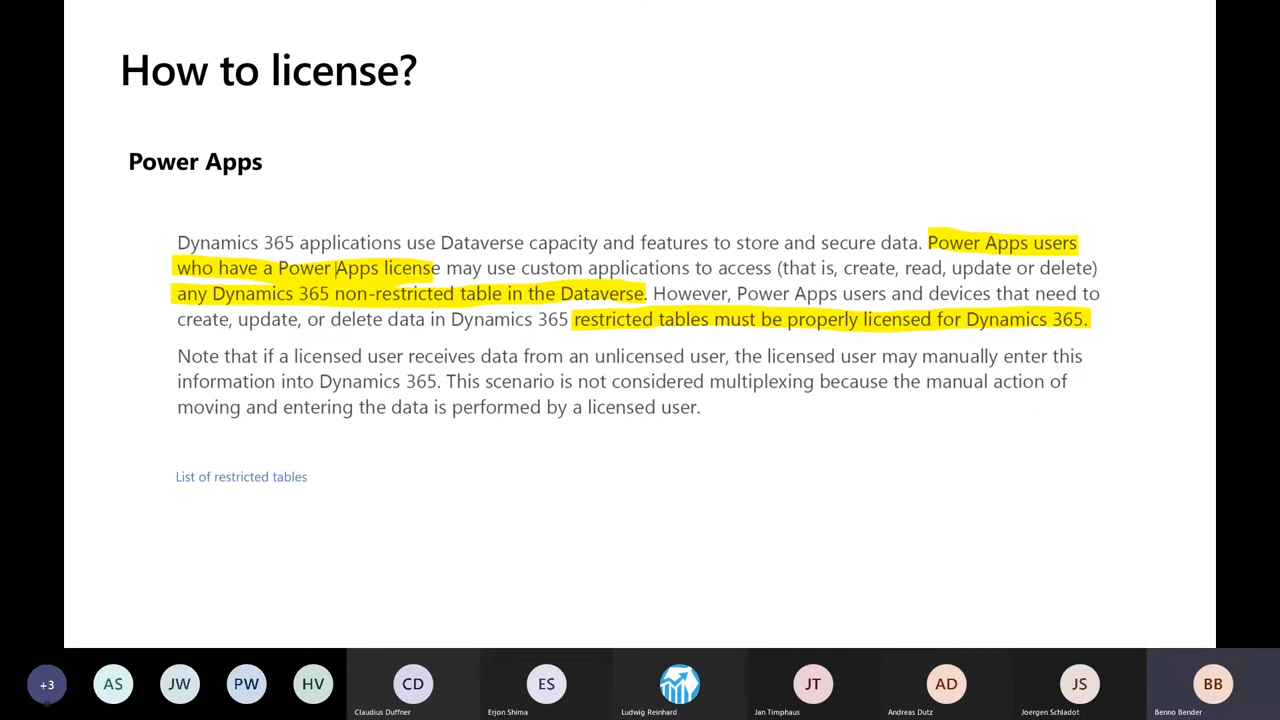 How to license?
Power Apps
Dynamics 365 applications use Dataverse capacity and features to store and secure data. Power Apps users
who have a Power Apps license may use custom applications to access (that is, create, read, update or delete)
any Dynamics 365 non-restricted table in the Dataverse. However, Power Apps users and devices that need to
create, update, or delete data in Dynamics 365 restricted tables must be properly licensed for Dynamics 365.
Note that if a licensed user receives data from an unlicensed user, the licensed user may manually enter this
information into Dynamics 365. This scenario is not considered multiplexing because the manual action of
moving and entering the data is performed by a licensed user.
List of restricted tables
+3 AS JW PW HV CD ES JT AD JS BB
Claudius Duffner Erjon Shima Ludwig Reinhard Jan Timphaus Andreas Dutz Joergen Schladot Benno Bender